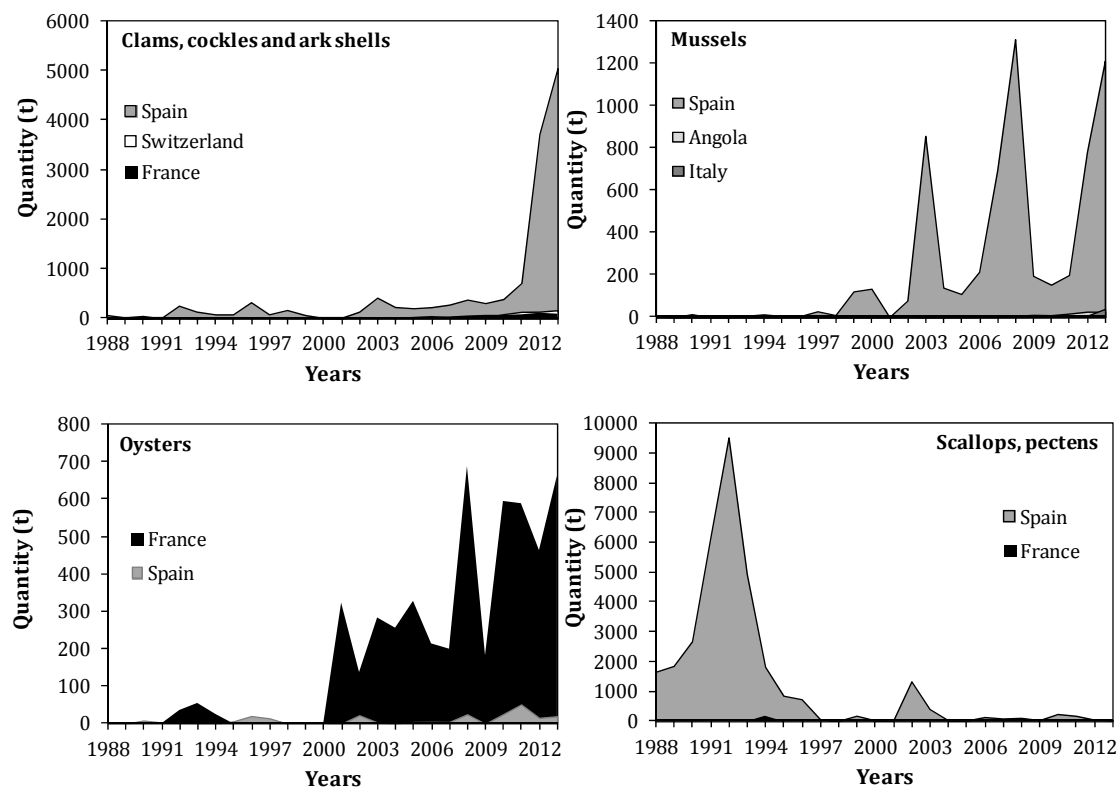 Clams, cockles and ark shells
Quantity (t)
6000
5000
4000
3000
2000
1000
0
Spain
Switzerland
France
1988 1991 1994 1997 2000 2003 2006 2009 2012
Years
Mussels
Quantity (t)
1400
1200
1000
800
600
400
200
0
Spain
Angola
Italy
1988 1991 1994 1997 2000 2003 2006 2009 2012
Years
Oysters
Quantity (t)
800
700
600
500
400
300
200
100
0
France
Spain
1988 1991 1994 1997 2000 2003 2006 2009 2012
Years
Scallops, pectens
Quantity (t)
10000
9000
8000
7000
6000
5000
4000
3000
2000
1000
0
Spain
France
1988 1991 1994 1997 2000 2003 2006 2009 2012
Years